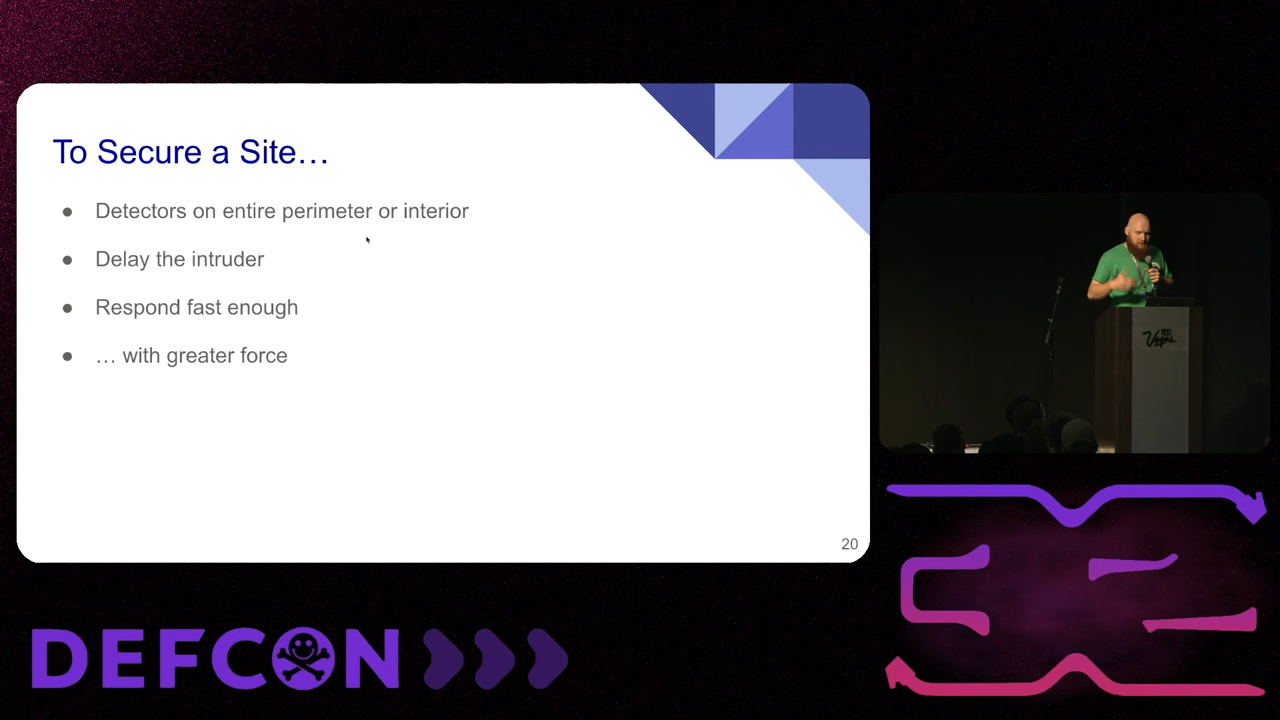 To Secure a Site…
● Detectors on entire perimeter or interior
● Delay the intruder
● Respond fast enough
● … with greater force
20
Vegas
DEFCON